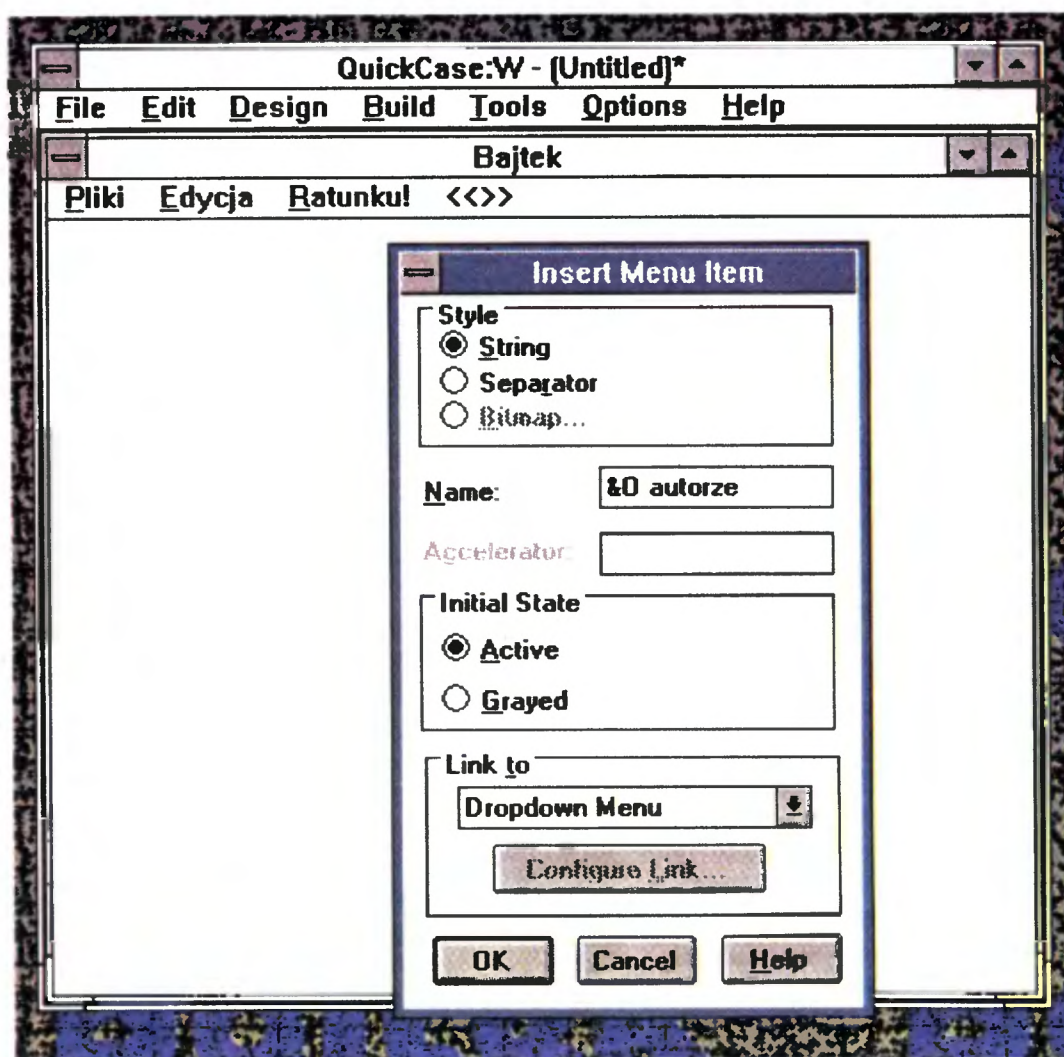 QuickCase:W - (Untitled)*
File Edit Design Build Tools Options Help
Bajtek
Pliki Edycja Ratunku! <<>>
Insert Menu Item
Style
String
Separator
Bitmap...
Name: &O autorze
Accelerator:
Initial State
Active
Grayed
Link to
Dropdown Menu
Configure Link...
OK Cancel Help